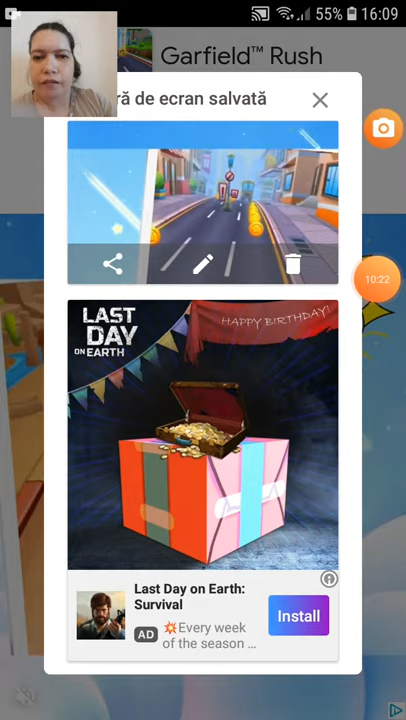 55% 16:09
Garfield™ Rush
ră de ecran salvată
10:22
LAST
DAY
ON EARTH
HAPPY BIRTHDAY!
Last Day on Earth:
Survival
AD
💥Every week
of the season ...
Install